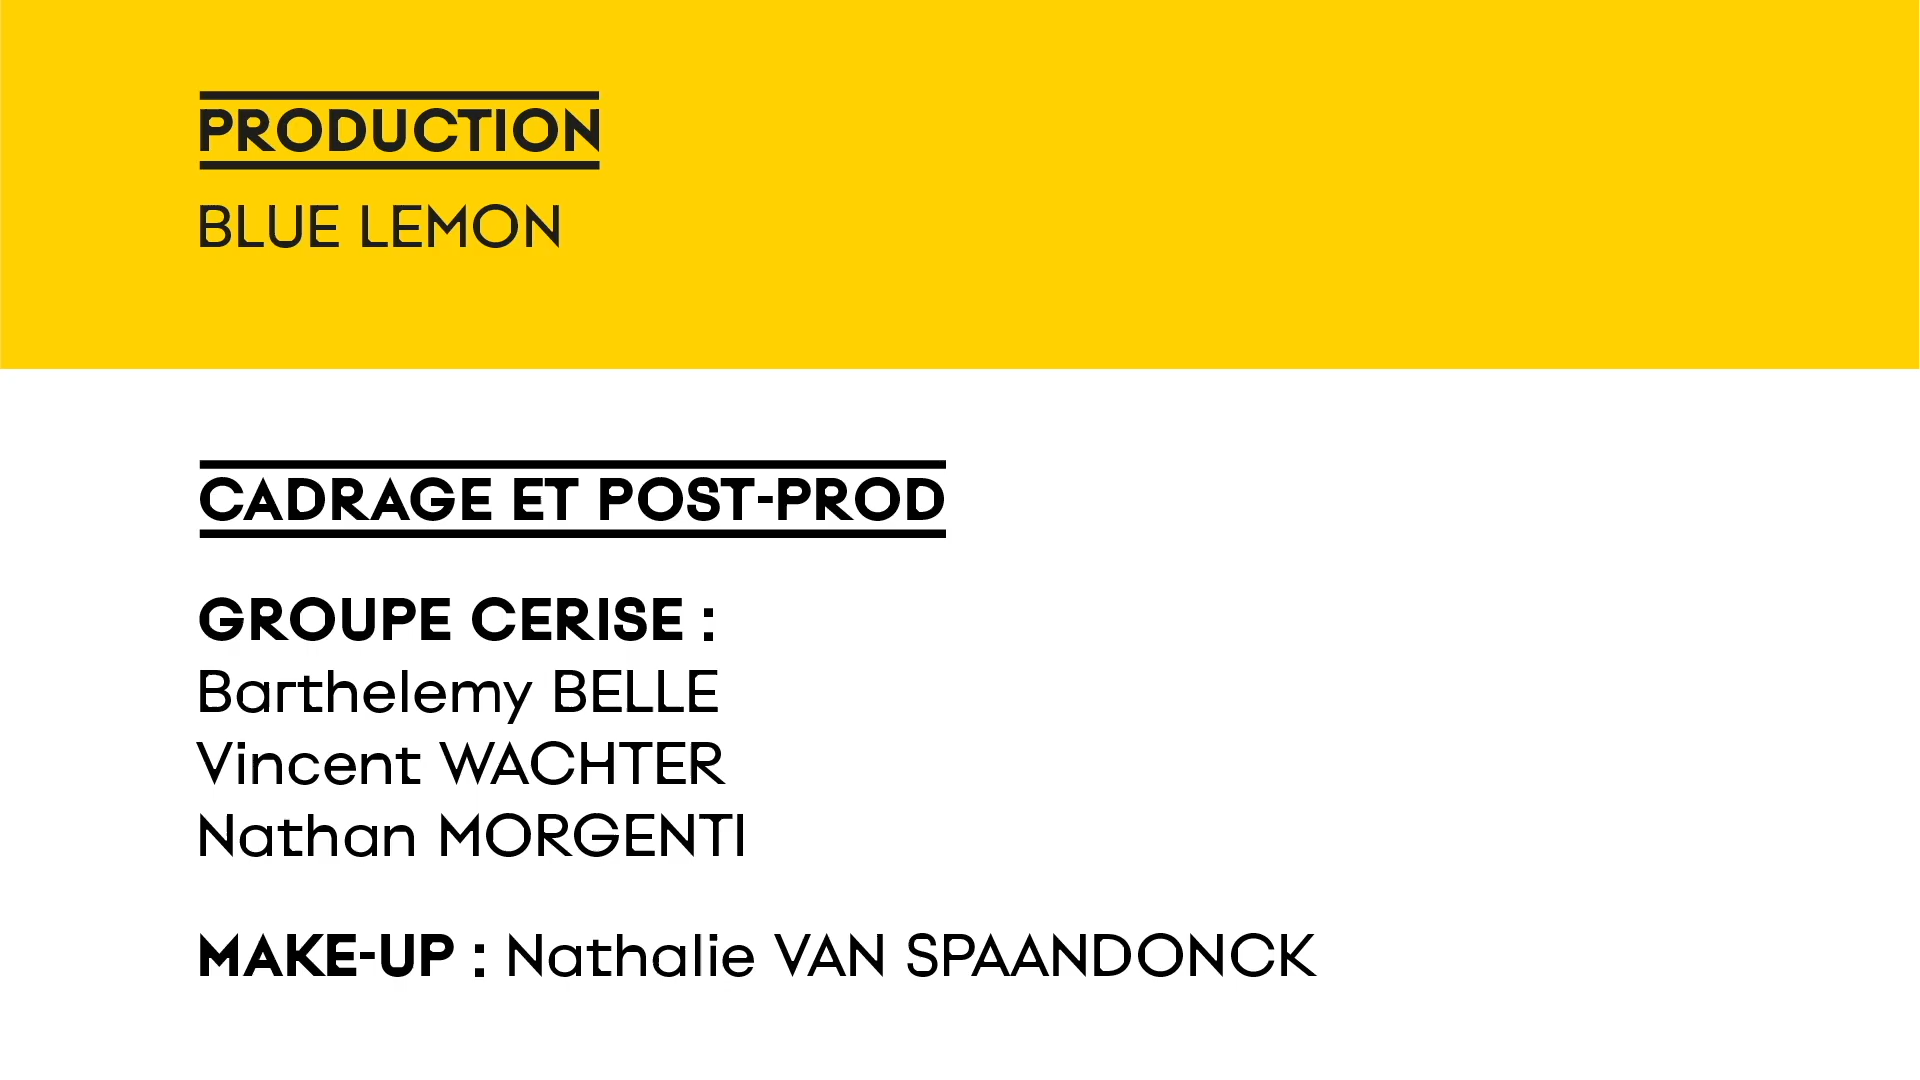 PRODUCTION
BLUE LEMON
CADRAGE ET POST-PROD
GROUPE CERISE :
Barthelemy BELLE
Vincent WACHTER
Nathan MORGENTI
MAKE-UP : Nathalie VAN SPAANDONCK